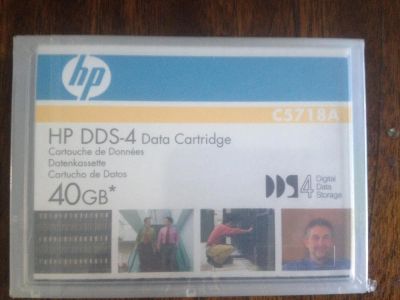 hp
C5718A
HP DDS-4 Data Cartridge
Cartouche de Données
Datenkassette
Cartucho de Datos
40GB*
DDS4 Digital
Data
Storage